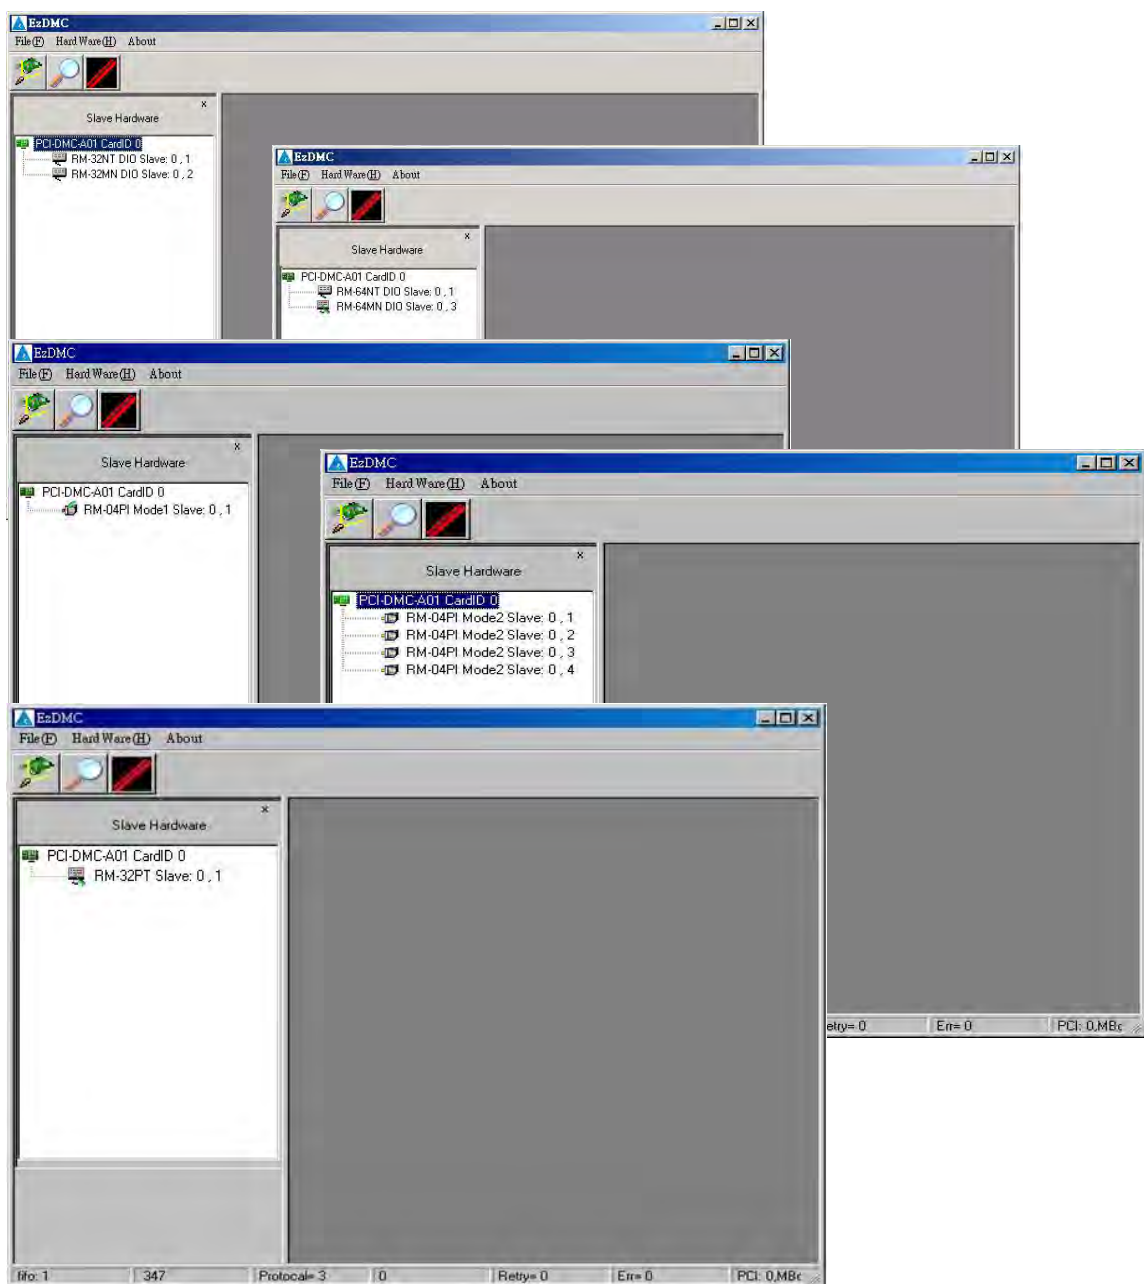 EzDMC
File(F) Hard Ware(H) About
x
Slave Hardware
PCI-DMC-A01 CardID 0
RM-32NT DIO Slave: 0 , 1
RM-32MN DIO Slave: 0 , 2
EzDMC
File(F) Hard Ware(H) About
x
Slave Hardware
PCI-DMC-A01 CardID 0
RM-64NT DIO Slave: 0 , 1
RM-64MN DIO Slave: 0 , 3
EzDMC
File(F) Hard Ware(H) About
x
Slave Hardware
PCI-DMC-A01 CardID 0
RM-04PI Mode1 Slave: 0 , 1
EzDMC
File(F) Hard Ware(H) About
x
Slave Hardware
PCI-DMC-A01 CardID 0
RM-04PI Mode2 Slave: 0 , 1
RM-04PI Mode2 Slave: 0 , 2
RM-04PI Mode2 Slave: 0 , 3
RM-04PI Mode2 Slave: 0 , 4
etry= 0 Err= 0 PCI: 0,MBc
EzDMC
File(F) Hard Ware(H) About
x
Slave Hardware
PCI-DMC-A01 CardID 0
RM-32PT Slave: 0 , 1
fifo: 1 347 Protocal= 3 0 Retry= 0 Err= 0 PCI: 0,MBc